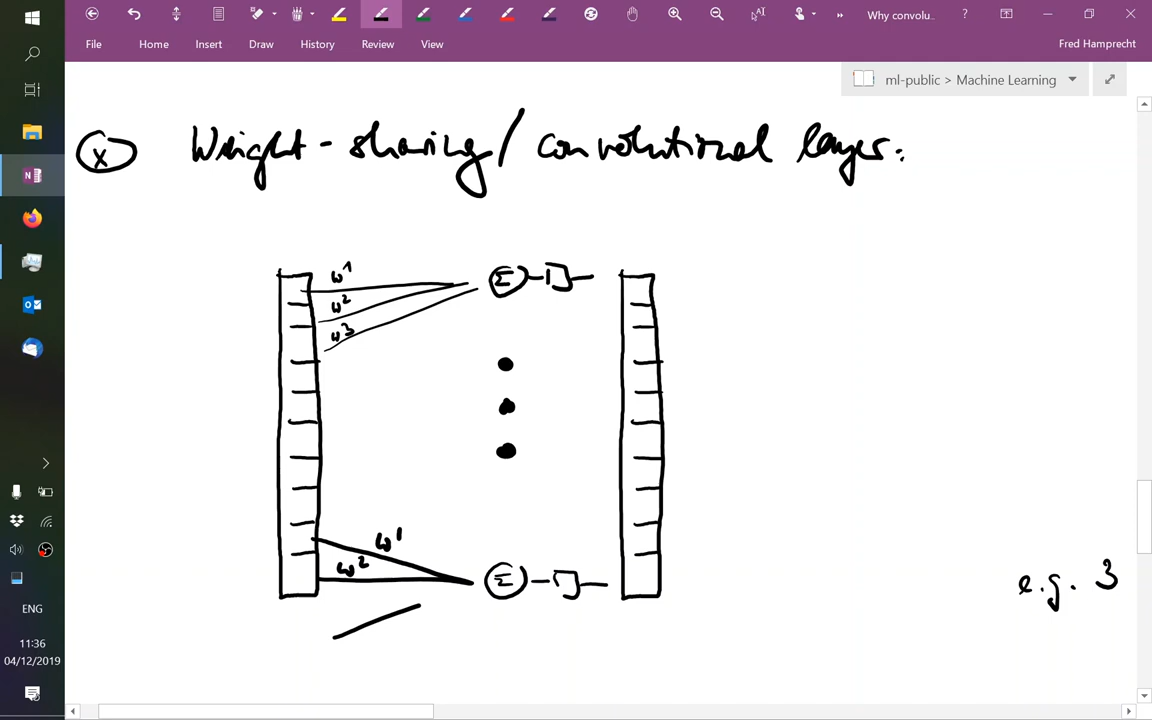 Why convolu..
?
File Home Insert Draw History Review View
Fred Hamprecht
ml-public > Machine Learning
x Weight-sharing/convolutional layer:
w¹
w²
w³
Σ
w¹
w²
Σ
e.g. 3
ENG
11:36
04/12/2019